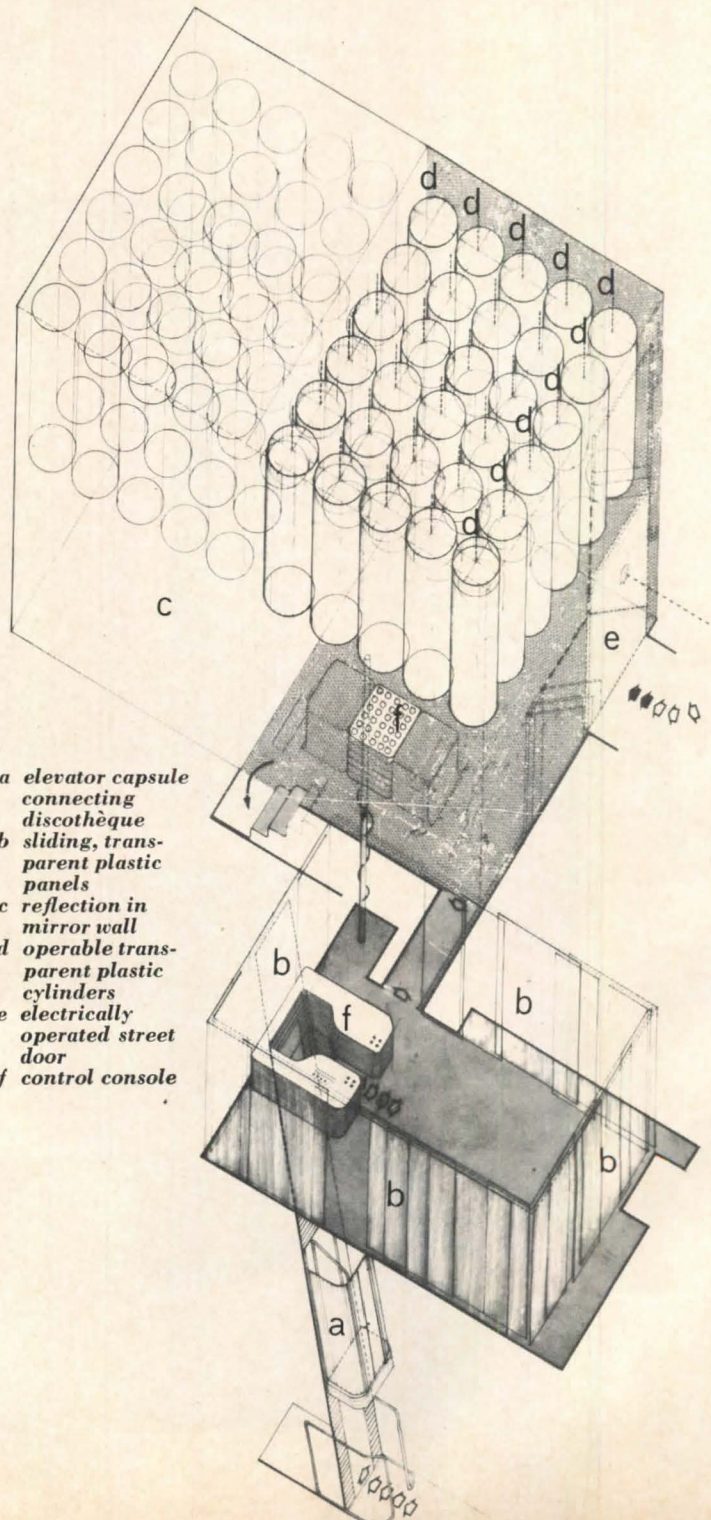 d
d
d
d
d
d
d
d
d
d
c
e
f
a elevator capsule
connecting
discothèque
b sliding, trans-
parent plastic
panels
c reflection in
mirror wall
d operable trans-
parent plastic
cylinders
e electrically
operated street
door
f control console
b
b
f
b
b
a